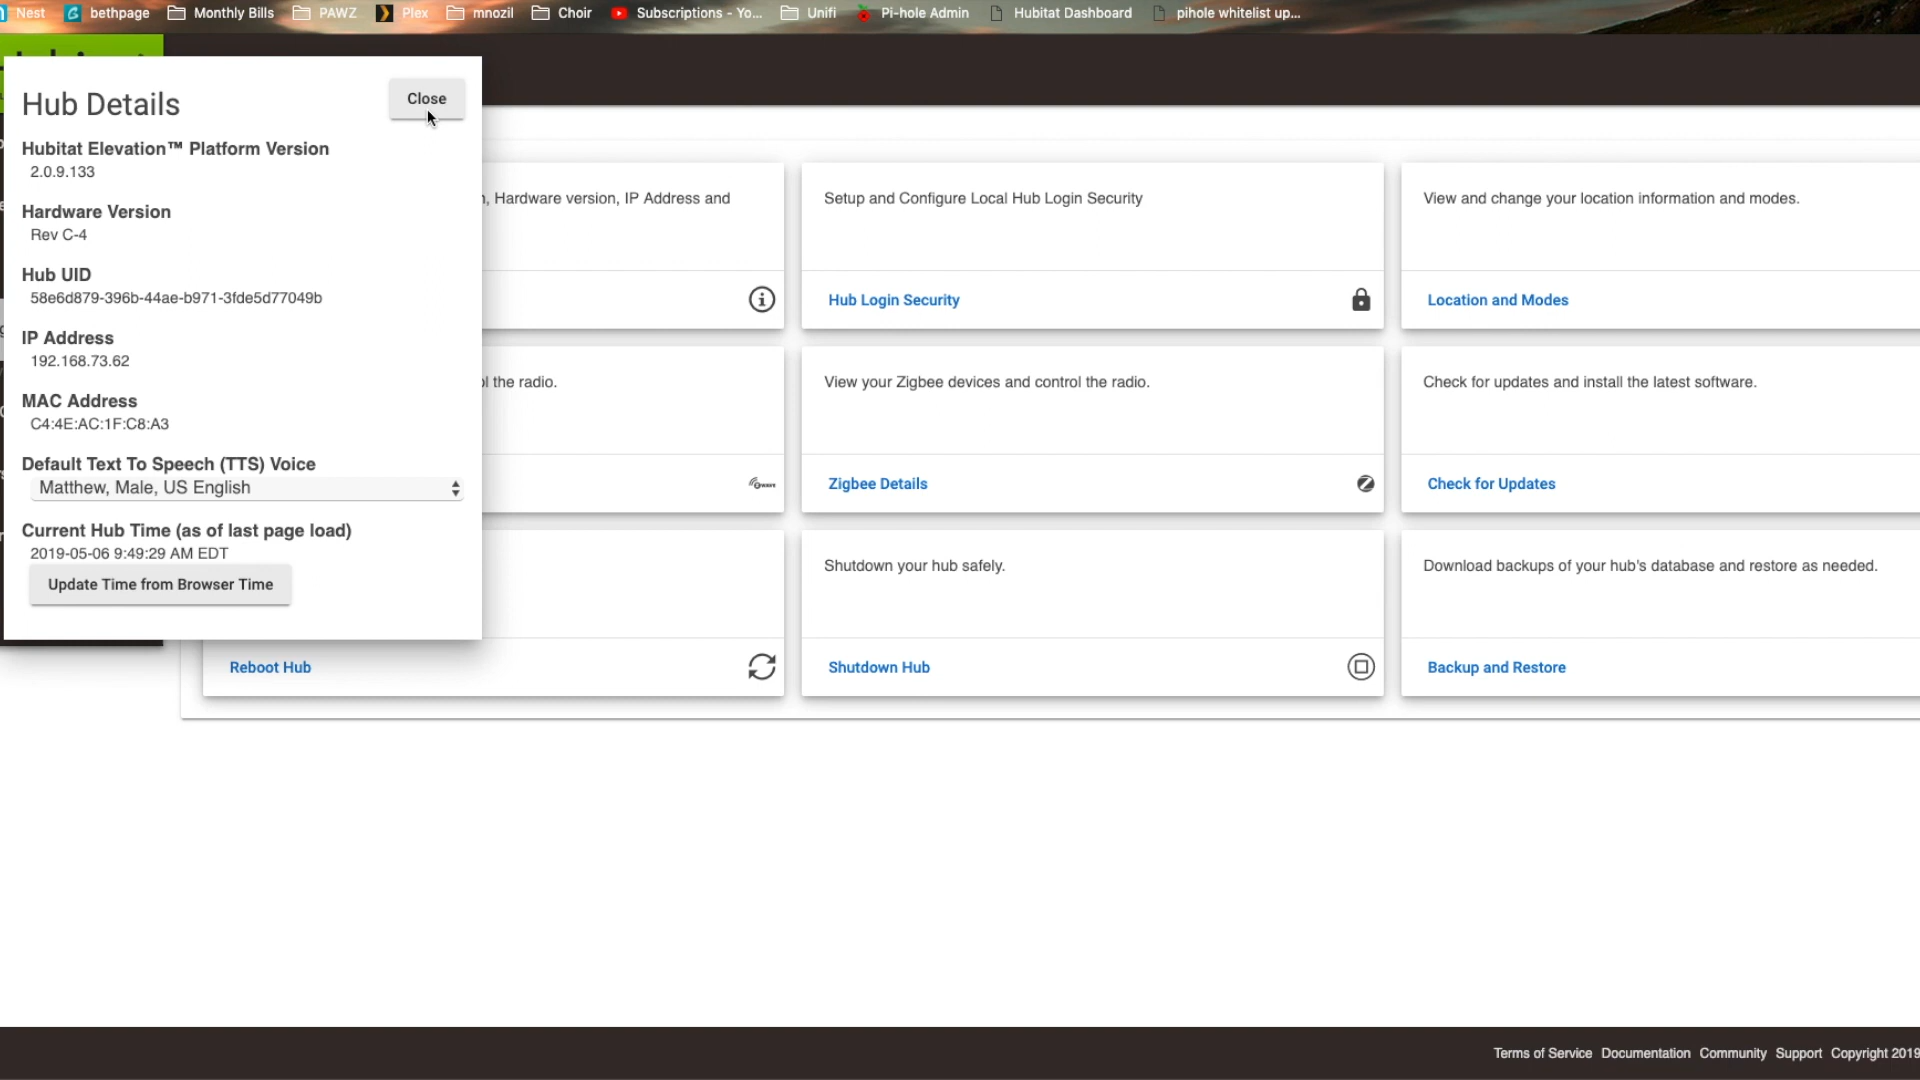 Nest bethpage Monthly Bills PAWZ Plex mnozil Choir Subscriptions - Yo... Unifi Pi-hole Admin Hubitat Dashboard pihole whitelist up...
Hub Details
Close
Hubitat Elevation™ Platform Version
2.0.9.133
Hardware Version
Rev C-4
Hub UID
58e6d879-396b-44ae-b971-3fde5d77049b
IP Address
192.168.73.62
MAC Address
C4:4E:AC:1F:C8:A3
Default Text To Speech (TTS) Voice
Matthew, Male, US English
Current Hub Time (as of last page load)
2019-05-06 9:49:29 AM EDT
Update Time from Browser Time
, Hardware version, IP Address and
Setup and Configure Local Hub Login Security
View and change your location information and modes.
Hub Login Security
Location and Modes
the radio.
View your Zigbee devices and control the radio.
Check for updates and install the latest software.
Zigbee Details
Check for Updates
Shutdown your hub safely.
Download backups of your hub's database and restore as needed.
Reboot Hub
Shutdown Hub
Backup and Restore
Terms of Service Documentation Community Support Copyright 2019